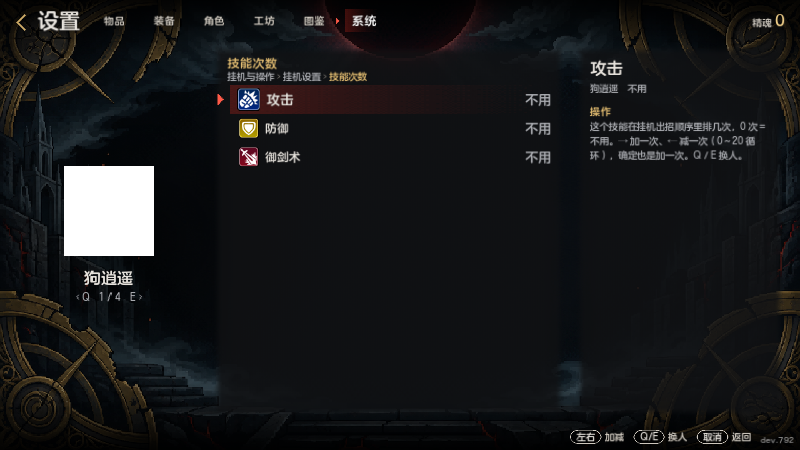 设置
物品
装备
角色
工坊
图鉴
系统
精魂 0
技能次数
挂机与操作 › 挂机设置 › 技能次数
攻击 不用
防御 不用
御剑术 不用
狗逍遥
‹Q 1/4 E›
攻击
狗逍遥 不用
操作
这个技能在挂机出招顺序里排几次，0 次＝
不用。→ 加一次、← 减一次（0~20 循
环），确定也是加一次。Q / E 换人。
左右 加减 Q/E 换人 取消 返回
dev.792